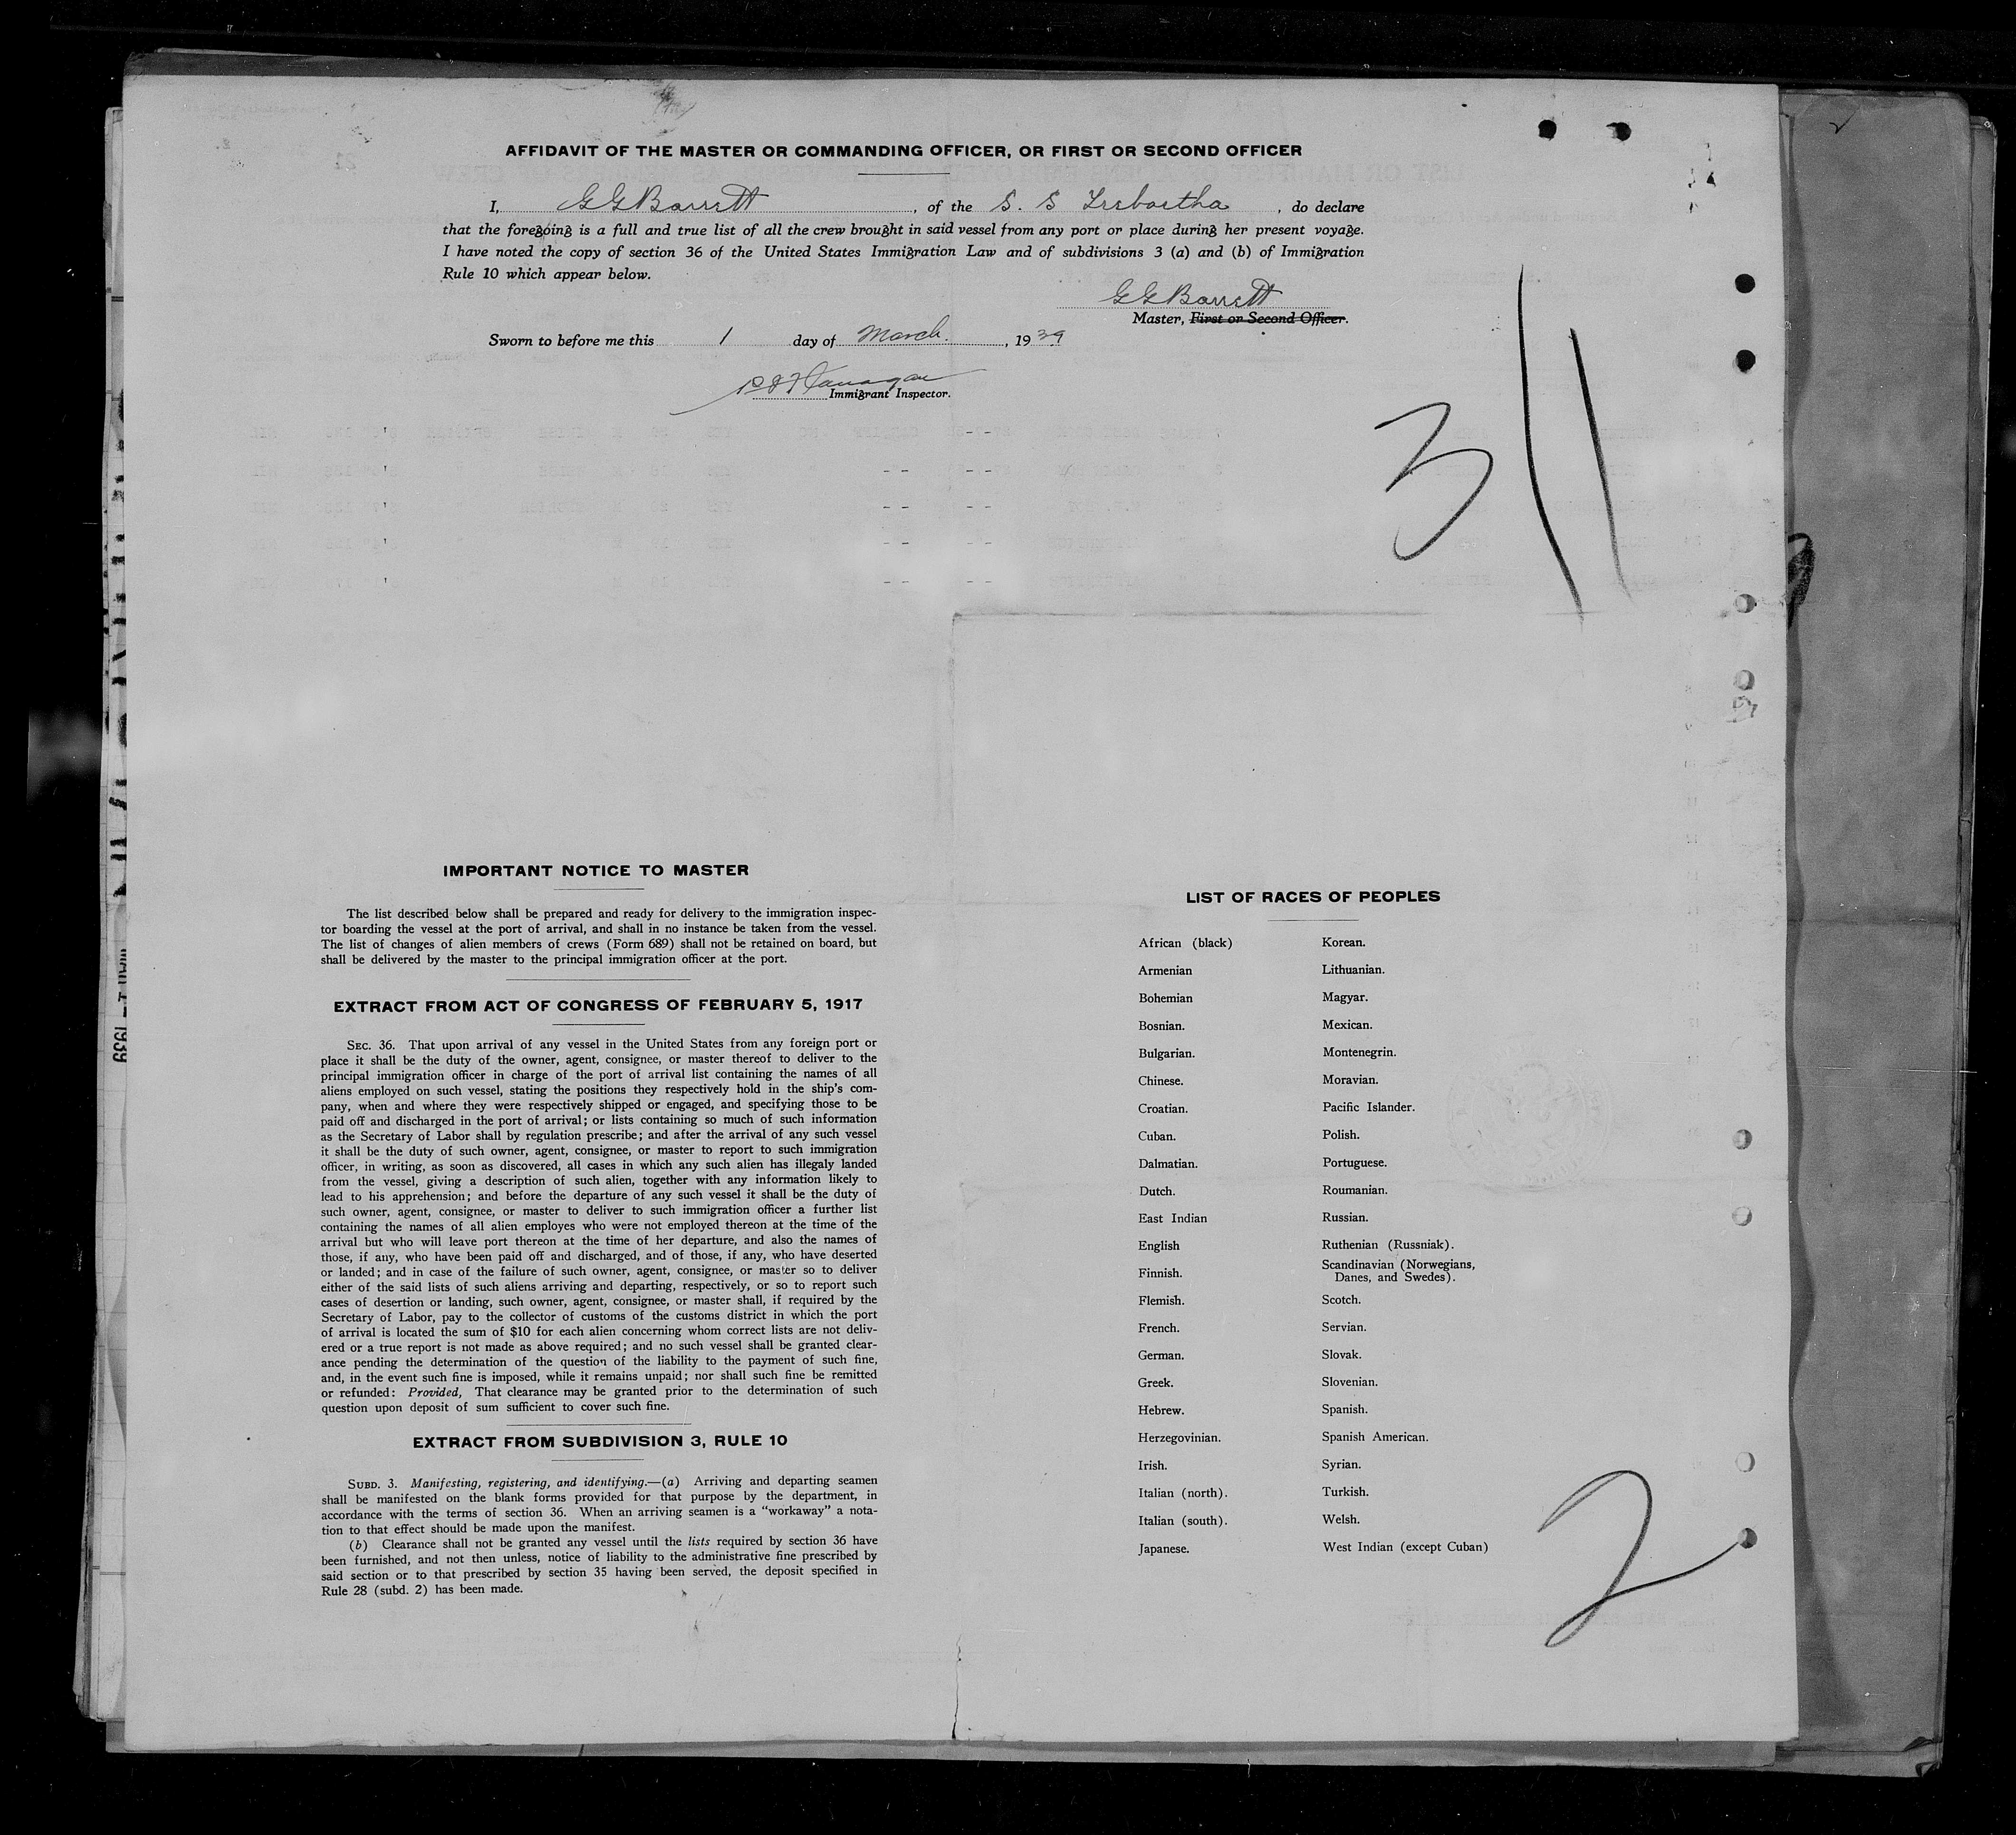 AFFIDAVIT OF THE MASTER OR COMMANDING OFFICER, OR FIRST OR SECOND OFFICER
I, G G Barrett, of the S. S Trebartha, do declare
that the foregoing is a full and true list of all the crew brought in said vessel from any port or place during her present voyage.
I have noted the copy of section 36 of the United States Immigration Law and of subdivisions 3 (a) and (b) of Immigration
Rule 10 which appear below.
G G Barrett
Master, First or Second Officer.
Sworn to before me this 1 day of March, 1939
Immigrant Inspector.
311
IMPORTANT NOTICE TO MASTER
The list described below shall be prepared and ready for delivery to the immigration inspec-
tor boarding the vessel at the port of arrival, and shall in no instance be taken from the vessel.
The list of changes of alien members of crews (Form 689) shall not be retained on board, but
shall be delivered by the master to the principal immigration officer at the port.
EXTRACT FROM ACT OF CONGRESS OF FEBRUARY 5, 1917
SEC. 36. That upon arrival of any vessel in the United States from any foreign port or
place it shall be the duty of the owner, agent, consignee, or master thereof to deliver to the
principal immigration officer in charge of the port of arrival list containing the names of all
aliens employed on such vessel, stating the positions they respectively hold in the ship's com-
pany, when and where they were respectively shipped or engaged, and specifying those to be
paid off and discharged in the port of arrival; or lists containing so much of such information
as the Secretary of Labor shall by regulation prescribe; and after the arrival of any such vessel
it shall be the duty of such owner, agent, consignee, or master to report to such immigration
officer, in writing, as soon as discovered, all cases in which any such alien has illegaly landed
from the vessel, giving a description of such alien, together with any information likely to
lead to his apprehension; and before the departure of any such vessel it shall be the duty of
such owner, agent, consignee, or master to deliver to such immigration officer a further list
containing the names of all alien employes who were not employed thereon at the time of the
arrival but who will leave port thereon at the time of her departure, and also the names of
those, if any, who have been paid off and discharged, and of those, if any, who have deserted
or landed; and in case of the failure of such owner, agent, consignee, or master so to deliver
either of the said lists of such aliens arriving and departing, respectively, or so to report such
cases of desertion or landing, such owner, agent, consignee, or master shall, if required by the
Secretary of Labor, pay to the collector of customs of the customs district in which the port
of arrival is located the sum of $10 for each alien concerning whom correct lists are not deliv-
ered or a true report is not made as above required; and no such vessel shall be granted clear-
ance pending the determination of the question of the liability to the payment of such fine,
and, in the event such fine is imposed, while it remains unpaid; nor shall such fine be remitted
or refunded: Provided, That clearance may be granted prior to the determination of such
question upon deposit of sum sufficient to cover such fine.
EXTRACT FROM SUBDIVISION 3, RULE 10
SUBD. 3. Manifesting, registering, and identifying.—(a) Arriving and departing seamen
shall be manifested on the blank forms provided for that purpose by the department, in
accordance with the terms of section 36. When an arriving seamen is a “workaway” a nota-
tion to that effect should be made upon the manifest.
(b) Clearance shall not be granted any vessel until the lists required by section 36 have
been furnished, and not then unless, notice of liability to the administrative fine prescribed by
said section or to that prescribed by section 35 having been served, the deposit specified in
Rule 28 (subd. 2) has been made.
LIST OF RACES OF PEOPLES
African (black)
Armenian
Bohemian
Bosnian.
Bulgarian.
Chinese.
Croatian.
Cuban.
Dalmatian.
Dutch.
East Indian
English
Finnish.
Flemish.
French.
German.
Greek.
Hebrew.
Herzegovinian.
Irish.
Italian (north).
Italian (south).
Japanese.
Korean.
Lithuanian.
Magyar.
Mexican.
Montenegrin.
Moravian.
Pacific Islander.
Polish.
Portuguese.
Roumanian.
Russian.
Ruthenian (Russniak).
Scandinavian (Norwegians,
Danes, and Swedes).
Scotch.
Servian.
Slovak.
Slovenian.
Spanish.
Spanish American.
Syrian.
Turkish.
Welsh.
West Indian (except Cuban)
2